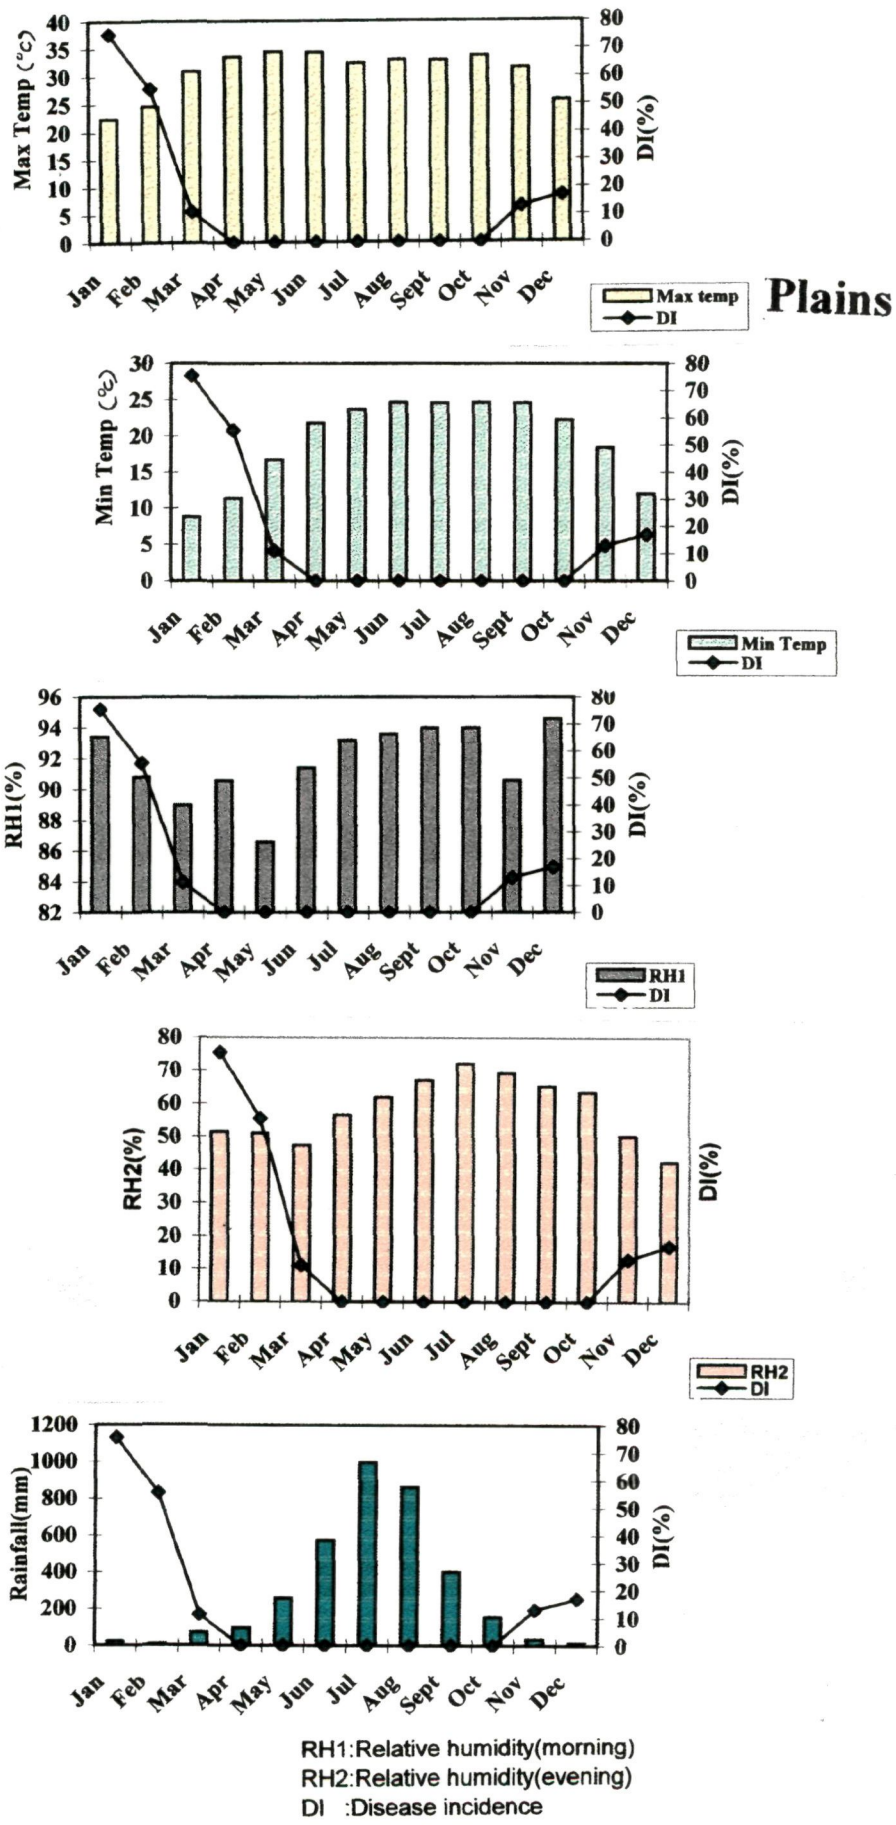 Max Temp (°c)
40
35
30
25
20
15
10
5
0
80
70
60
50
40
30
20
10
0
DI(%)
Jan Feb Mar Apr May Jun Jul Aug Sept Oct Nov Dec
Max temp
DI
Plains
Min Temp (°c)
30
25
20
15
10
5
0
80
70
60
50
40
30
20
10
0
DI(%)
Jan Feb Mar Apr May Jun Jul Aug Sept Oct Nov Dec
Min Temp
DI
RH1(%)
96
94
92
90
88
86
84
82
80
70
60
50
40
30
20
10
0
DI(%)
Jan Feb Mar Apr May Jun Jul Aug Sept Oct Nov Dec
RH1
DI
RH2(%)
80
70
60
50
40
30
20
10
0
DI(%)
Jan Feb Mar Apr May Jun Jul Aug Sept Oct Nov Dec
RH2
DI
Rainfall(mm)
1200
1000
800
600
400
200
0
80
70
60
50
40
30
20
10
0
DI(%)
Jan Feb Mar Apr May Jun Jul Aug Sept Oct Nov Dec
RH1:Relative humidity(morning)
RH2:Relative humidity(evening)
DI :Disease incidence